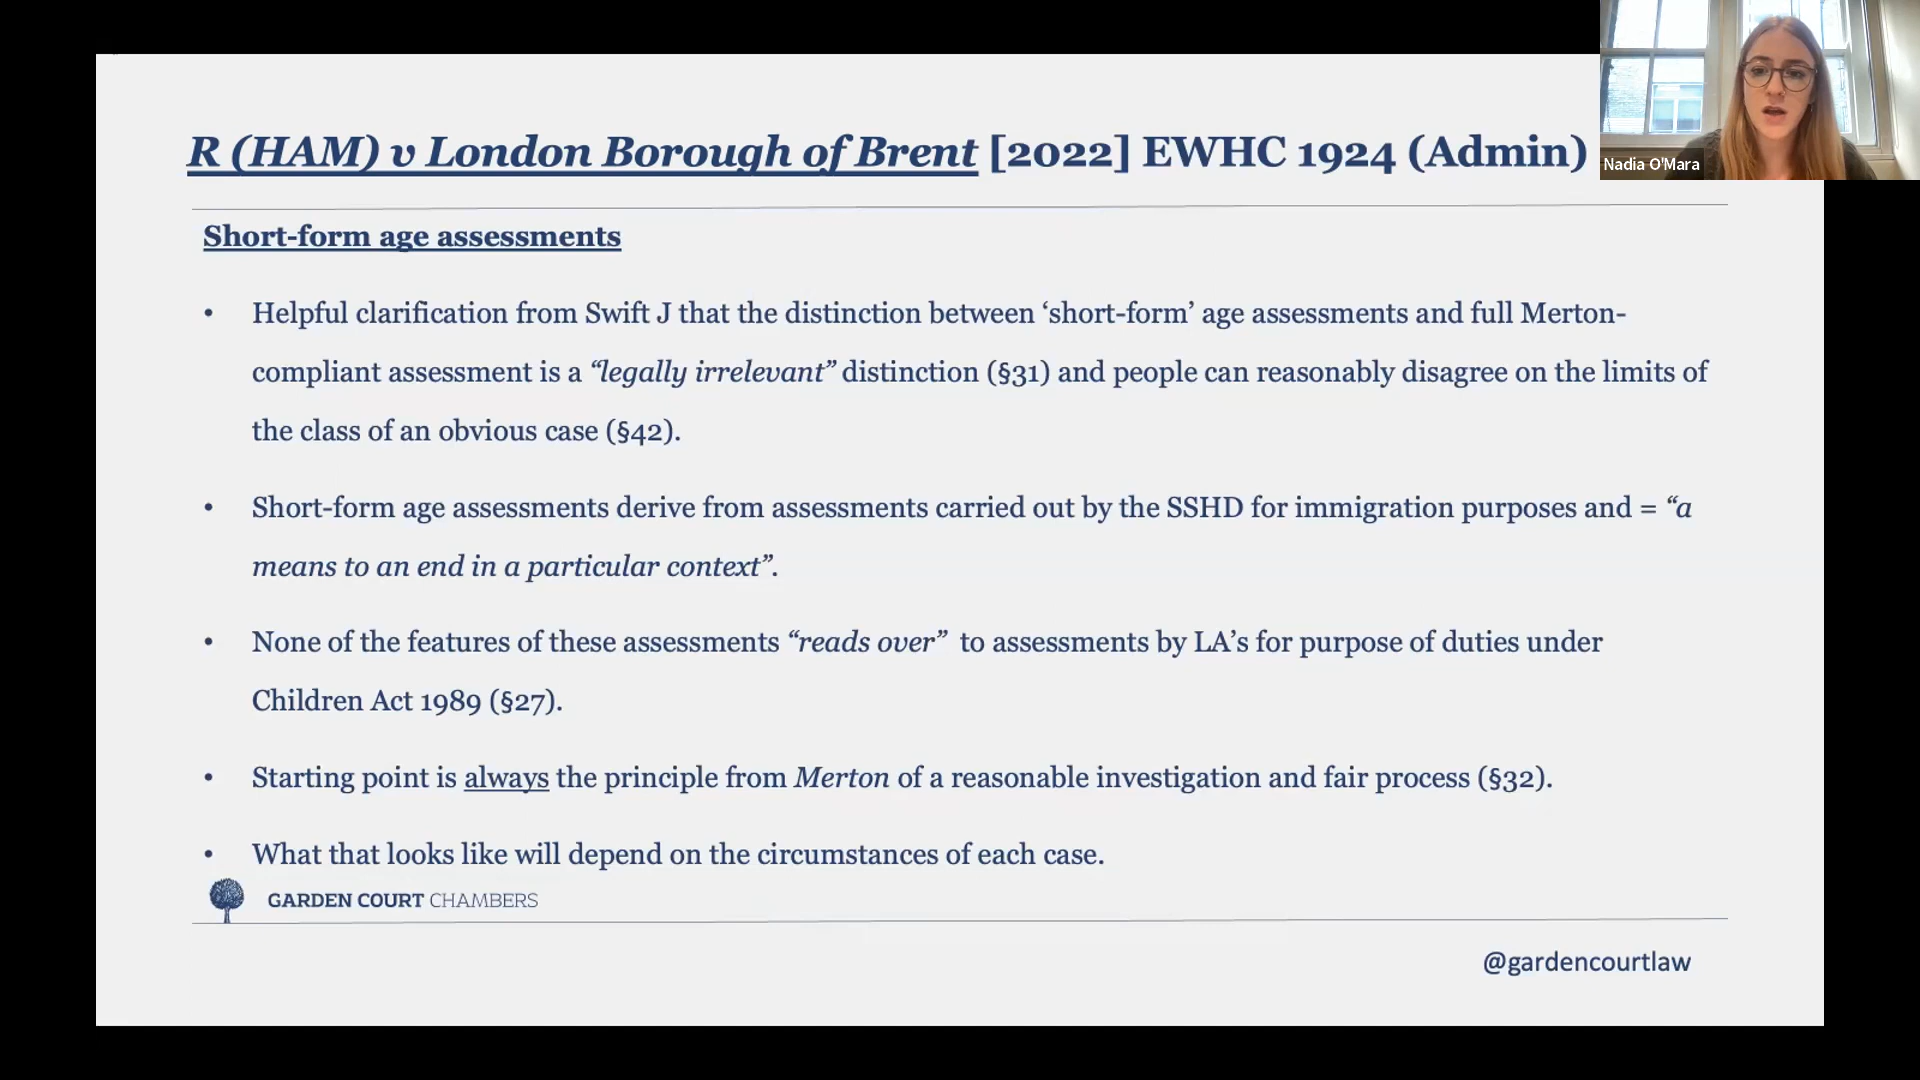 R (HAM) v London Borough of Brent [2022] EWHC 1924 (Admin)
Nadia O'Mara
Short-form age assessments
• Helpful clarification from Swift J that the distinction between ‘short-form’ age assessments and full Merton-
compliant assessment is a “legally irrelevant” distinction (§31) and people can reasonably disagree on the limits of
the class of an obvious case (§42).
• Short-form age assessments derive from assessments carried out by the SSHD for immigration purposes and = “a
means to an end in a particular context”.
• None of the features of these assessments “reads over” to assessments by LA’s for purpose of duties under
Children Act 1989 (§27).
• Starting point is always the principle from Merton of a reasonable investigation and fair process (§32).
• What that looks like will depend on the circumstances of each case.
GARDEN COURT CHAMBERS
@gardencourtlaw